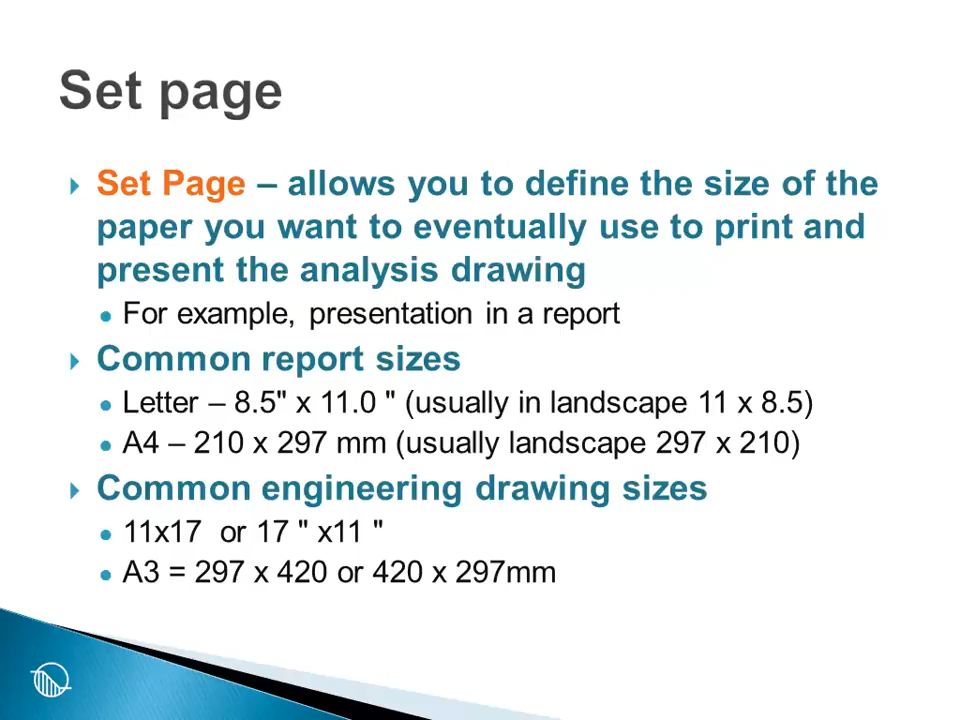 Set page
Set Page – allows you to define the size of the
paper you want to eventually use to print and
present the analysis drawing
For example, presentation in a report
Common report sizes
Letter – 8.5" x 11.0 " (usually in landscape 11 x 8.5)
A4 – 210 x 297 mm (usually landscape 297 x 210)
Common engineering drawing sizes
11x17  or 17 " x11 "
A3 = 297 x 420 or 420 x 297mm